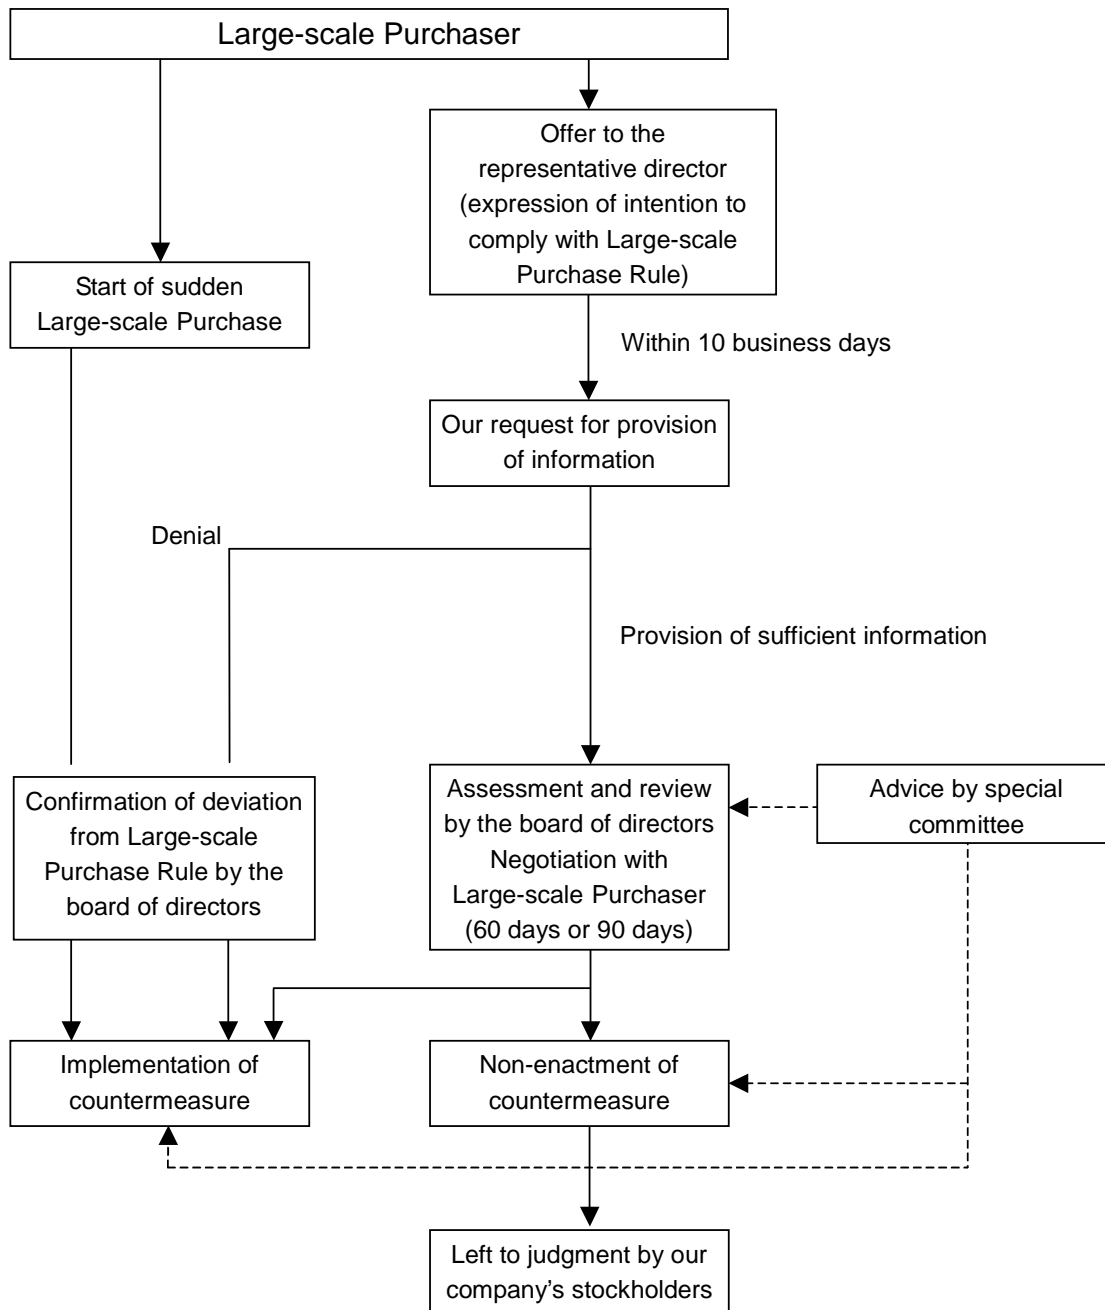 Large-scale Purchaser
Offer to the
representative director
(expression of intention to
comply with Large-scale
Purchase Rule)
Start of sudden
Large-scale Purchase
Within 10 business days
Our request for provision
of information
Denial
Provision of sufficient information
Confirmation of deviation
from Large-scale
Purchase Rule by the
board of directors
Assessment and review
by the board of directors
Negotiation with
Large-scale Purchaser
(60 days or 90 days)
Advice by special
committee
Implementation of
countermeasure
Non-enactment of
countermeasure
Left to judgment by our
company’s stockholders